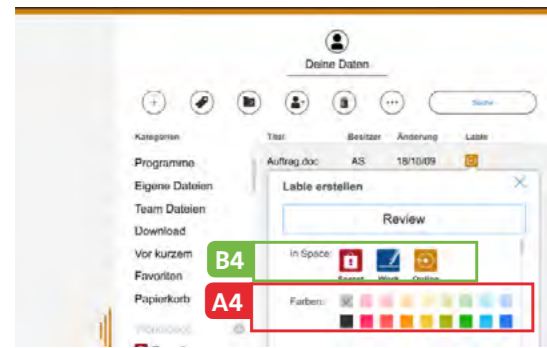 Deine Daten
Suche
Kategorien Titel Besitzer Änderung Lable
Programme Auftrag.doc AS 18/10/09
Eigene Dateien
Lable erstellen
Team Dateien
Review
Download
Vor kurzem
B4 In Space:
Secret Work Online
Favoriten
Papierkorb
A4 Farben: